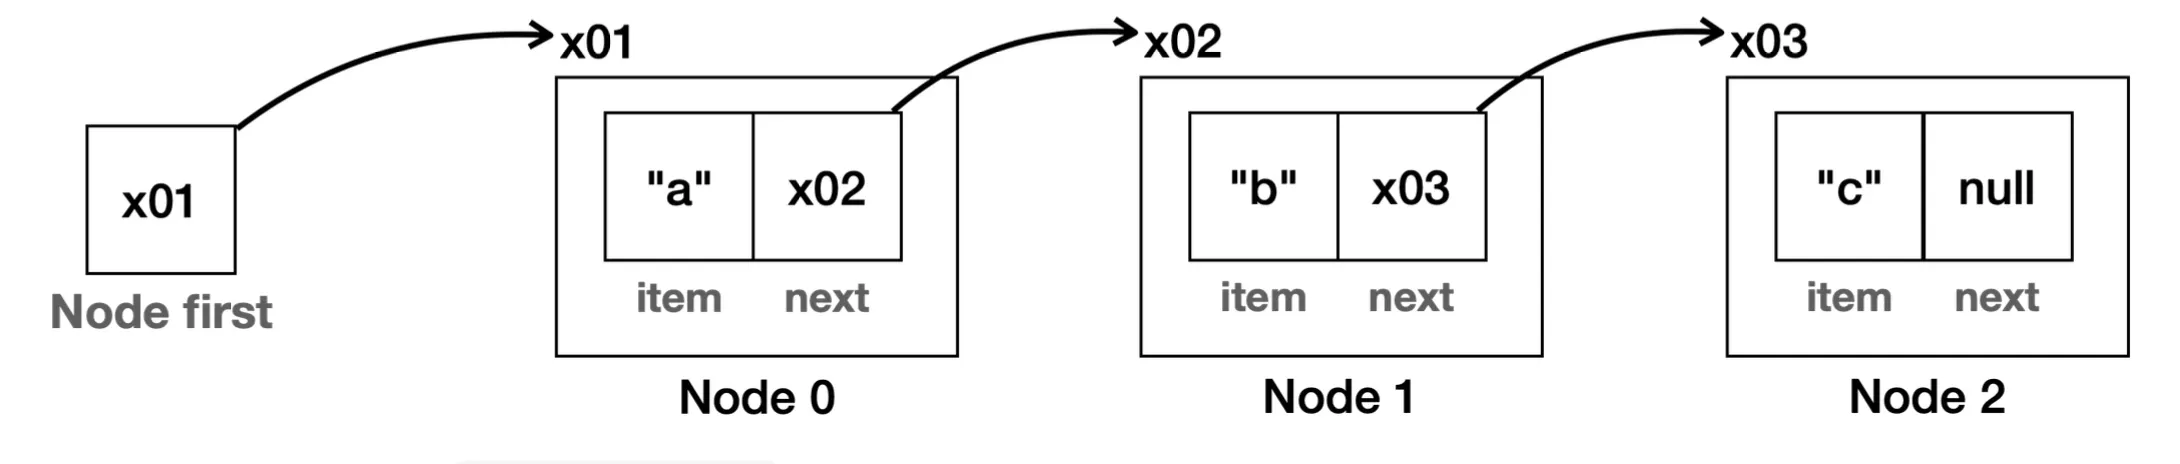 x01 x02 x03
x01 "a" x02 "b" x03 "c" null
item next item next item next
Node first
Node 0 Node 1 Node 2